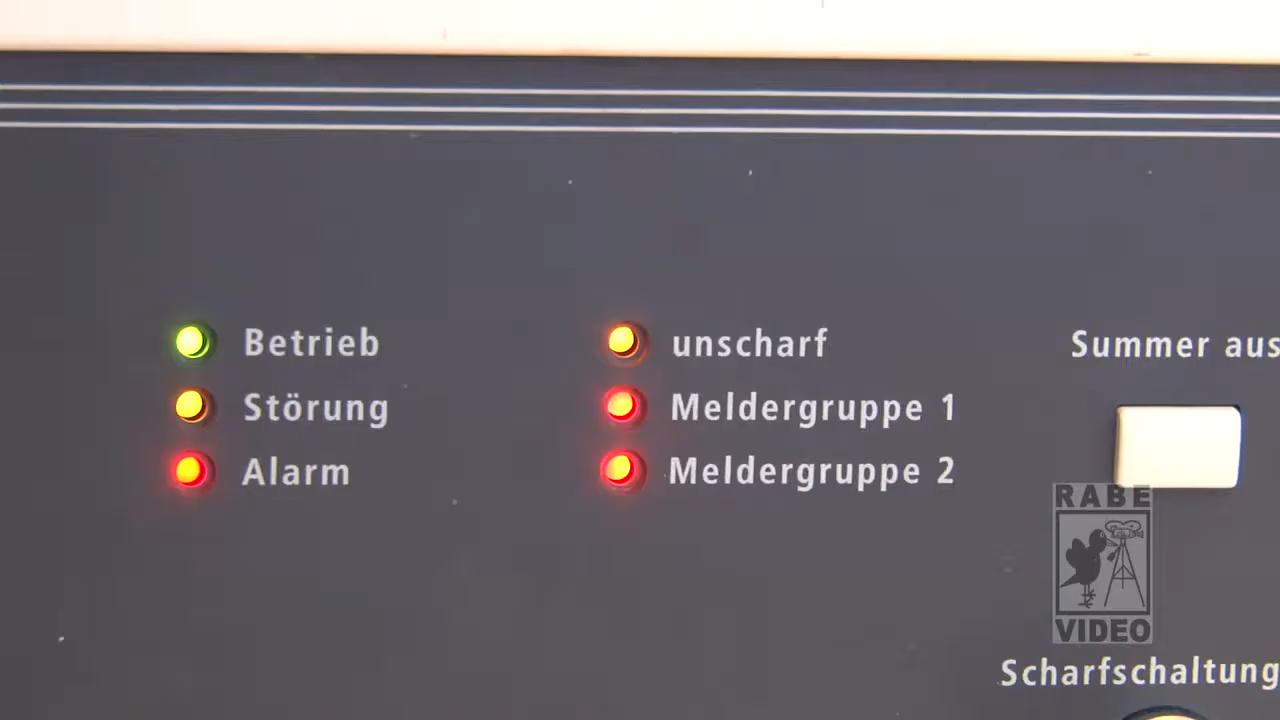 Betrieb
Störung
Alarm
unscharf
Meldergruppe 1
Meldergruppe 2
Summer aus
RABE
VIDEO
Scharfschaltung